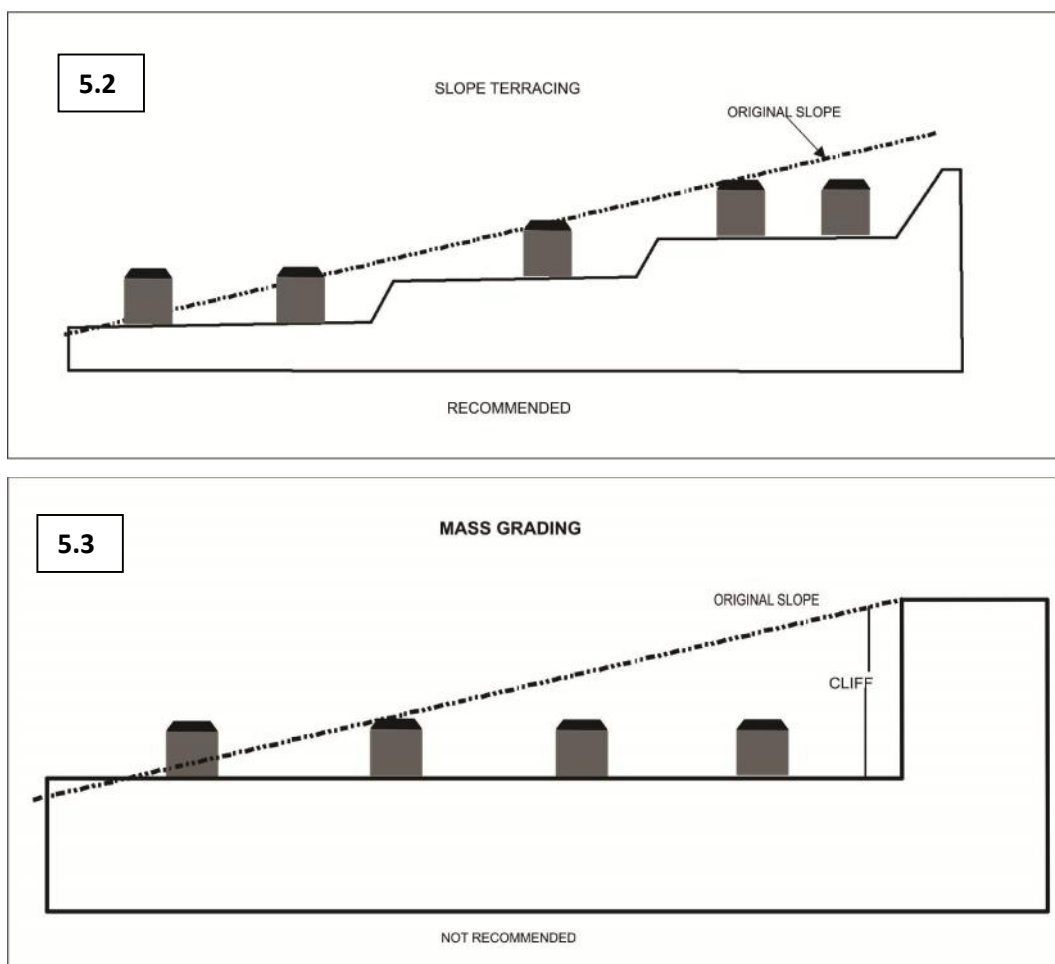 5.2
SLOPE TERRACING
ORIGINAL SLOPE
RECOMMENDED
5.3
MASS GRADING
ORIGINAL SLOPE
CLIFF
NOT RECOMMENDED